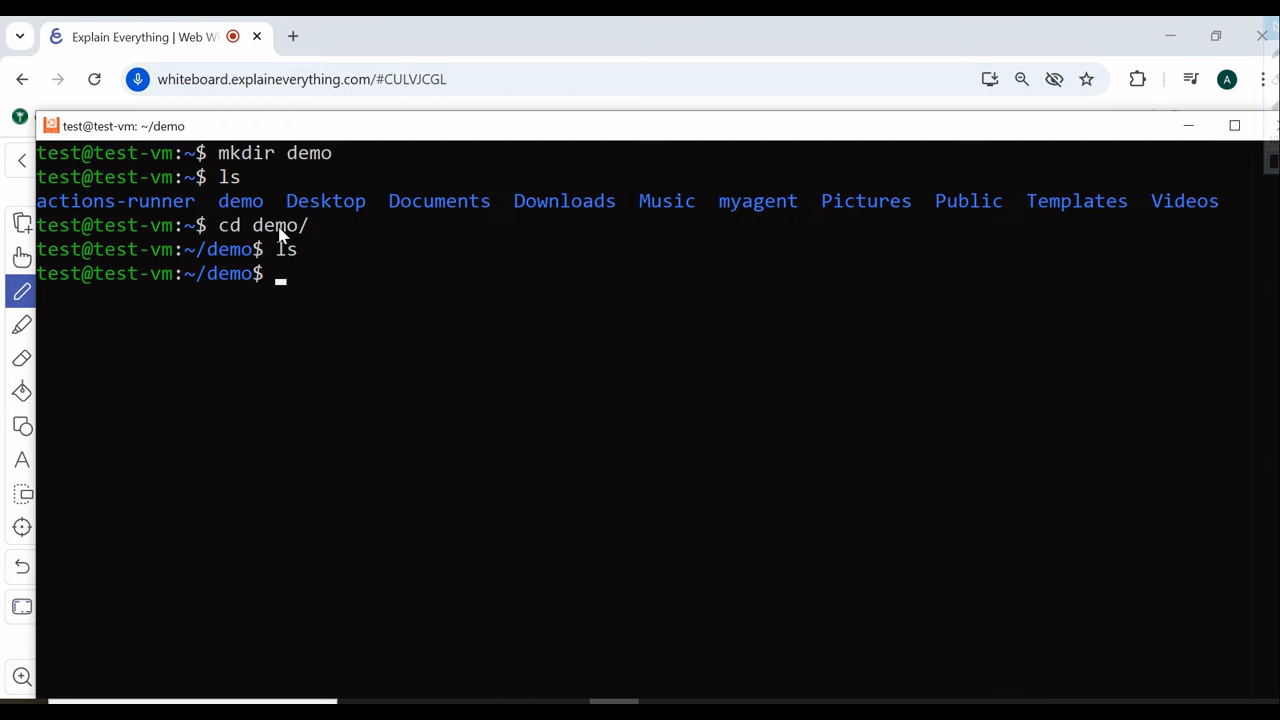 Explain Everything | Web W
whiteboard.explaineverything.com/#CULVJCGL
A
test@test-vm: ~/demo
test@test-vm:~$ mkdir demo
test@test-vm:~$ ls
actions-runner demo Desktop Documents Downloads Music myagent Pictures Public Templates Videos
test@test-vm:~$ cd demo/
test@test-vm:~/demo$ ls
test@test-vm:~/demo$
A